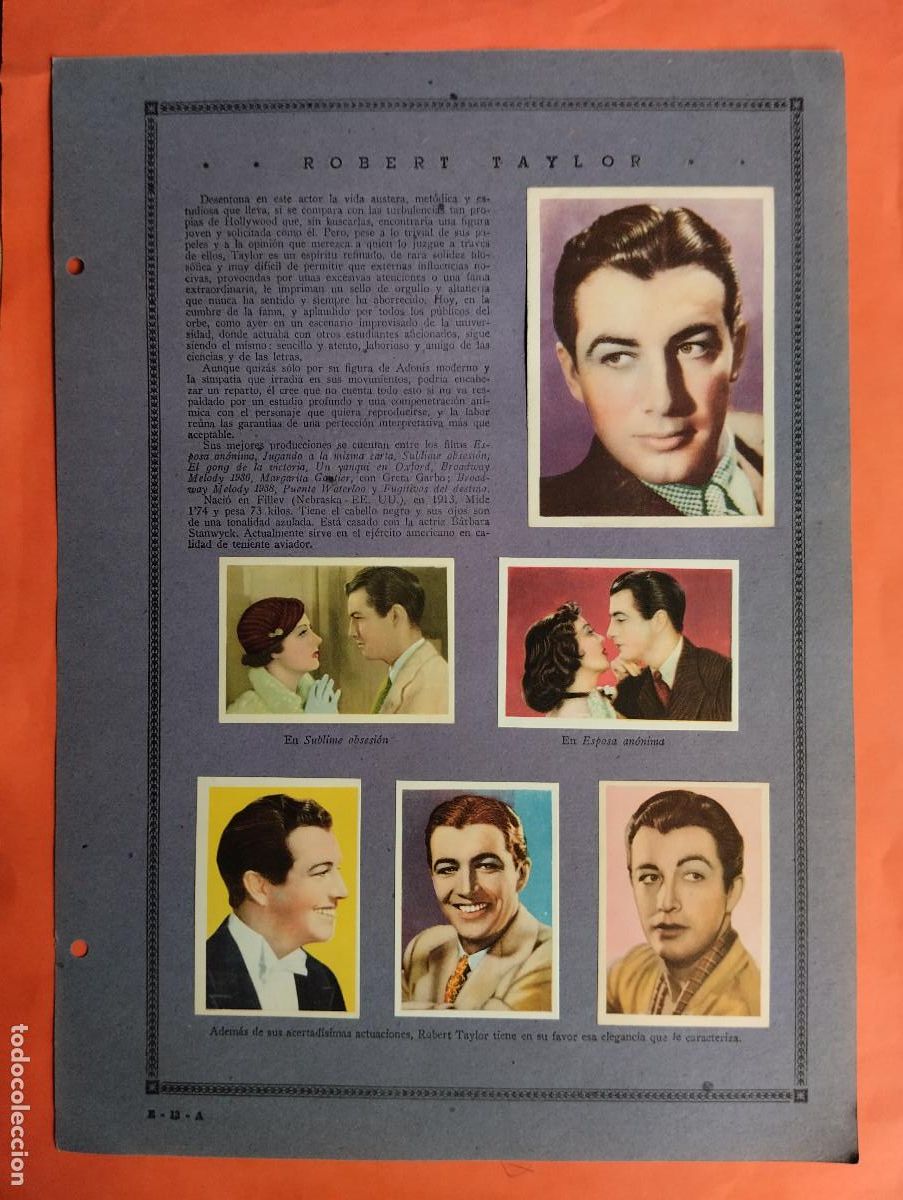 ROBERT TAYLOR
Desentona en este actor la vida austera, metódica y es-
tudiosa que lleva, si se compara con las turbulencias tan pro-
pias de Hollywood que, sin buscarlas, encontraría una figura
joven y solicitada como él. Pero, pese a lo trivial de sus pa-
peles y a la opinión que merezca a quien lo juzgue a través
de ellos, Taylor es un espíritu refinado, de rara solidez filo-
sófica y muy difícil de permitir que externas influencias no-
civas, provocadas por unas excesivas atenciones o una fama
extraordinaria, le impriman un sello de orgullo y altanería
que nunca ha sentido y siempre ha aborrecido. Hoy, en la
cumbre de la fama, y aplaudido por todos los públicos del
orbe, como ayer en un escenario improvisado de la univer-
sidad, donde actuaba con otros estudiantes aficionados, sigue
siendo el mismo: sencillo y atento, laborioso y amigo de las
ciencias y de las letras.
Aunque quizás sólo por su figura de Adonis moderno y
la simpatía que irradia en sus movimientos, podría encabe-
zar un reparto, él cree que no cuenta todo esto si no va res-
paldado por un estudio profundo y una compenetración aní-
mica con el personaje que quiera reproducirse, y la labor
reúna las garantías de una perfección interpretativa más que
aceptable.
Sus mejores producciones se cuentan entre los films Es-
posa anónima, Jugando a la misma carta, Sublime obsesión;
El gong de la victoria, Un yanqui en Oxford, Broadway
Melody 1936, Margarita Gautier, con Greta Garbo; Broad-
way Melody 1938, Puente Waterloo y Fugitivos del destino.
Nació en Filley (Nebraska - EE. UU.), en 1913. Mide
1'74 y pesa 73 kilos. Tiene el cabello negro y sus ojos son
de una tonalidad azulada. Está casado con la actriz Bárbara
Stanwyck. Actualmente sirve en el ejército americano en ca-
lidad de teniente aviador.
En Sublime obsesión
En Esposa anónima
Además de sus acertadísimas actuaciones, Robert Taylor tiene en su favor esa elegancia que le caracteriza.
E - 13 - A
todocoleccion